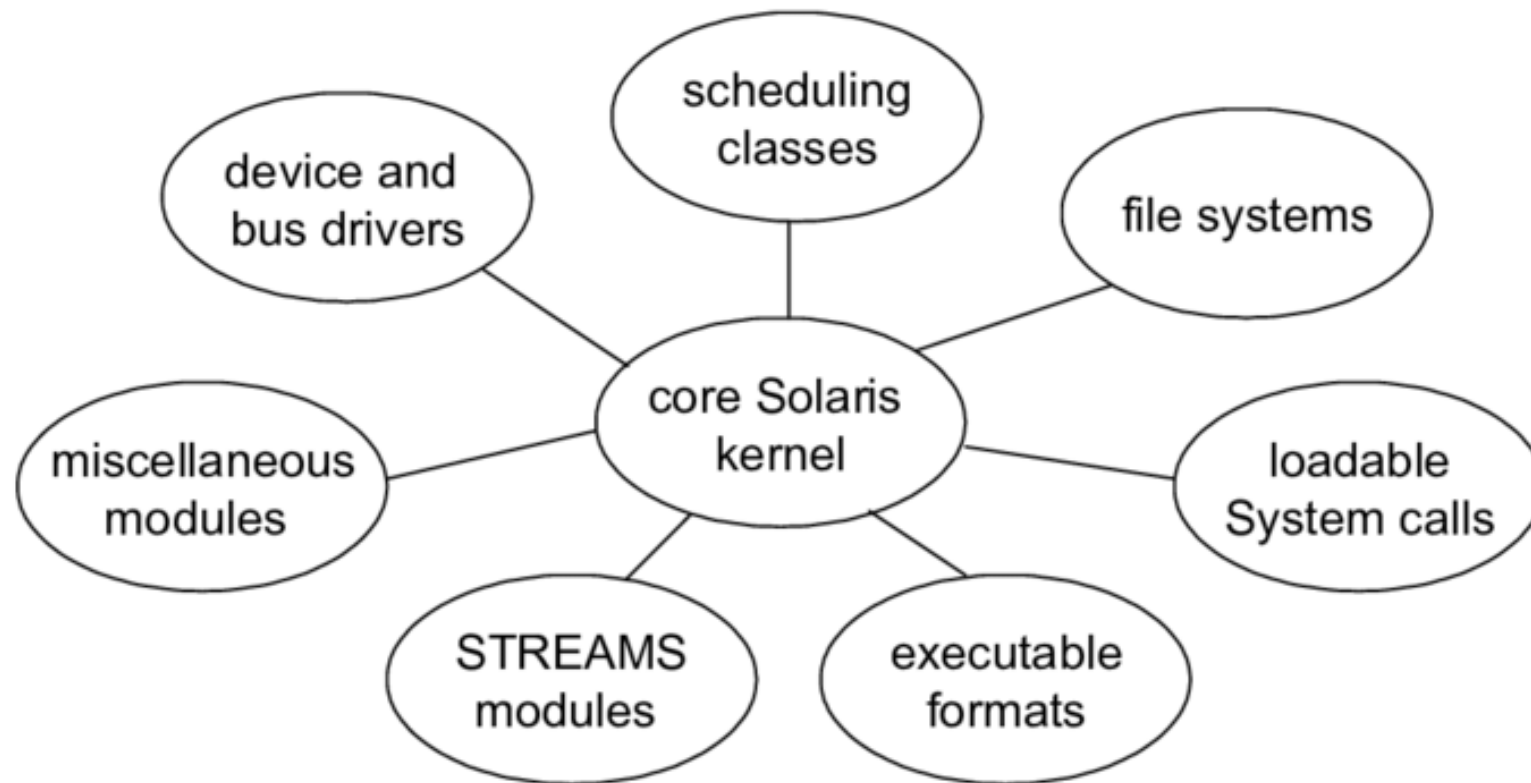 scheduling
classes
device and
bus drivers
file systems
core Solaris
kernel
miscellaneous
modules
loadable
System calls
STREAMS
modules
executable
formats